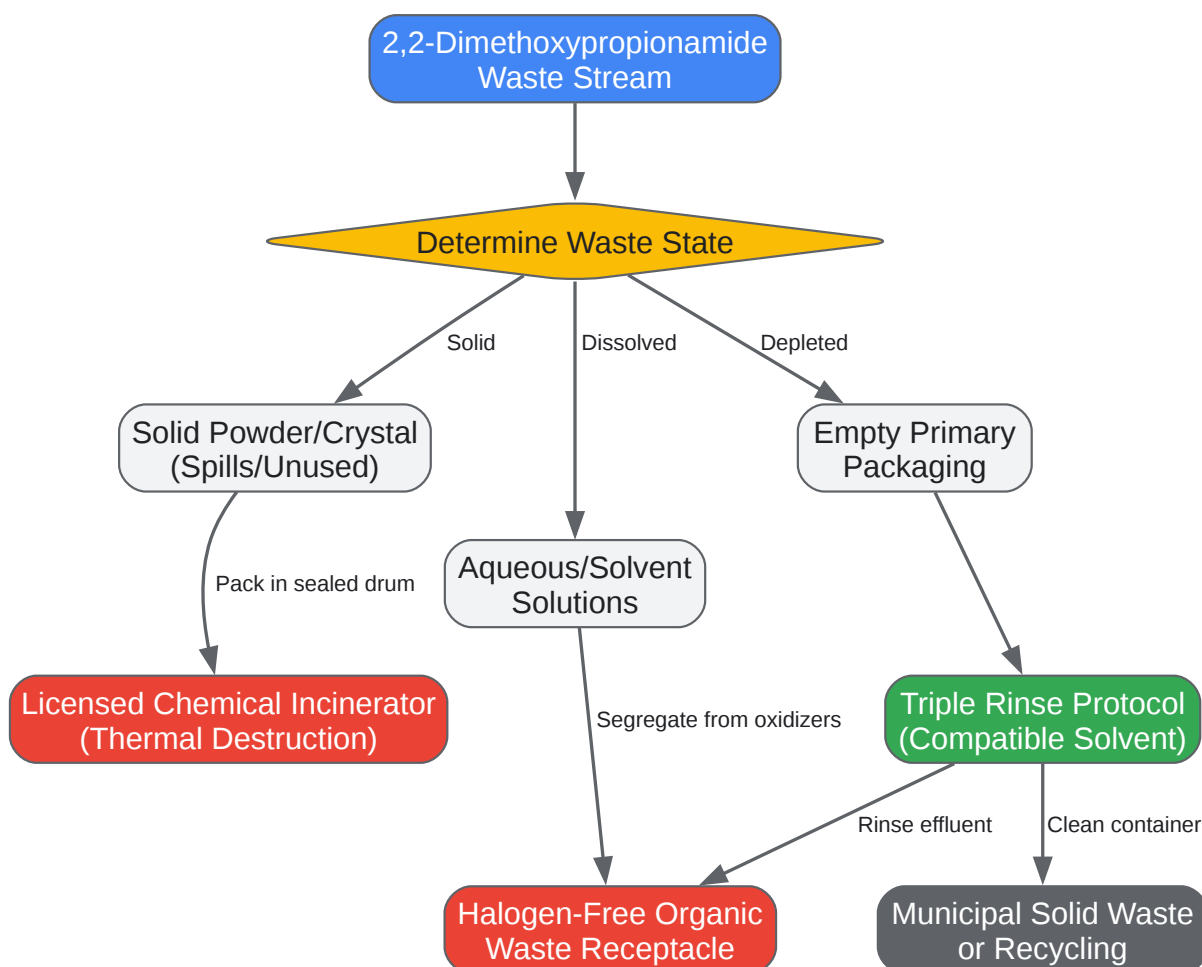 2,2-Dimethoxypropionamide
Waste Stream
Determine Waste State
Solid
Dissolved
Depleted
Solid Powder/Crystal
(Spills/Unused)
Empty Primary
Packaging
Pack in sealed drum
Aqueous/Solvent
Solutions
Licensed Chemical Incinerator
(Thermal Destruction)
Segregate from oxidizers
Triple Rinse Protocol
(Compatible Solvent)
Rinse effluent
Clean container
Halogen-Free Organic
Waste Receptacle
Municipal Solid Waste
or Recycling